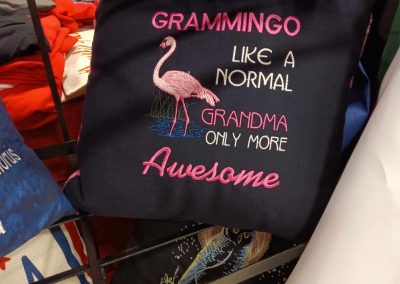 GRAMMINGO
LIKE A
NORMAL
GRANDMA
ONLY MORE
Awesome